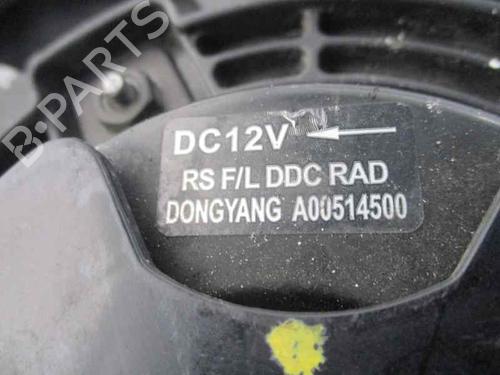 B-PARTS
DC12V
RS F/L DDC RAD
DONGYANG A00514500